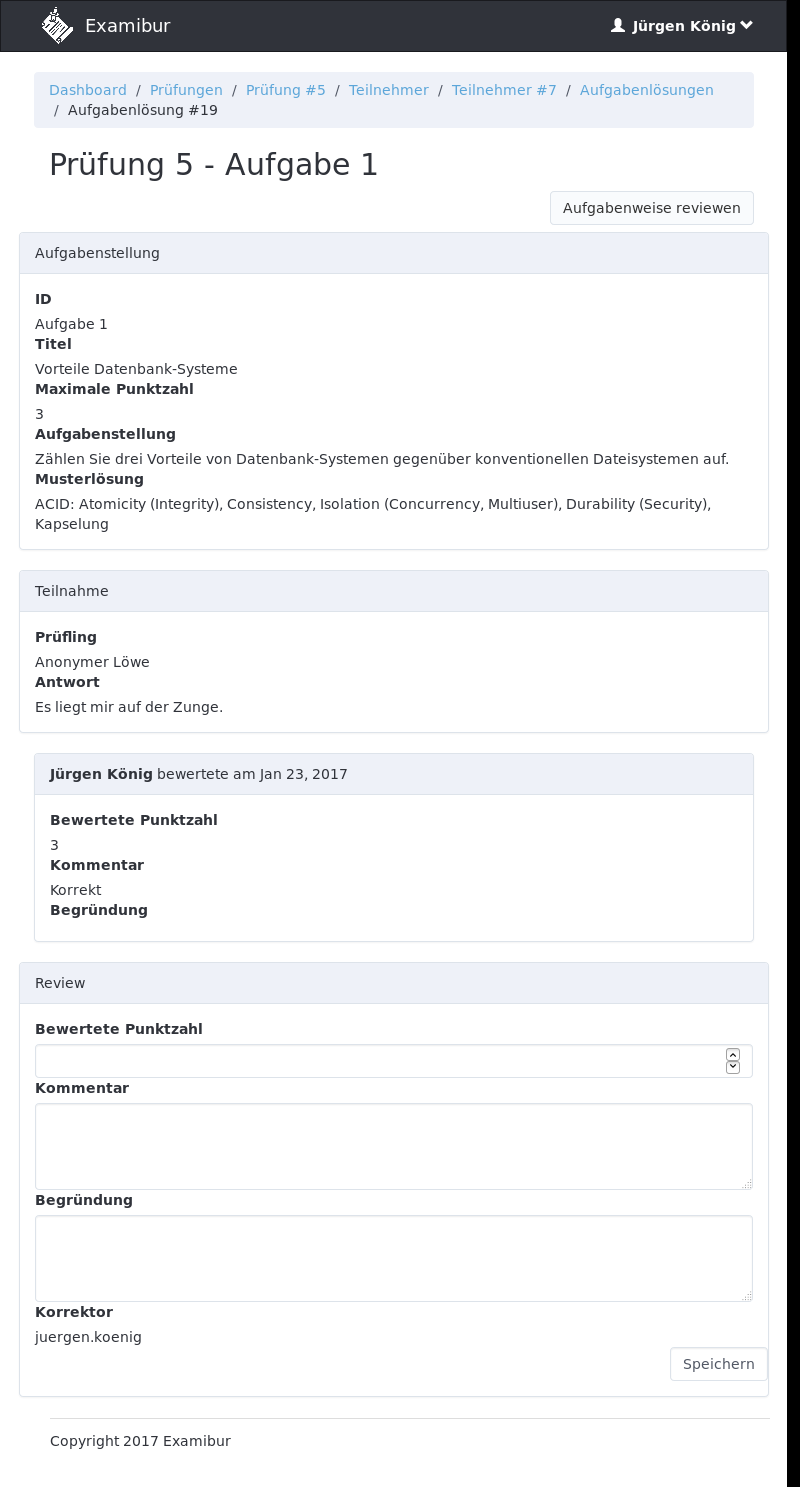 Examibur
Jürgen König
Dashboard / Prüfungen / Prüfung #5 / Teilnehmer / Teilnehmer #7 / Aufgabenlösungen
/ Aufgabenlösung #19
Prüfung 5 - Aufgabe 1
Aufgabenweise reviewen
Aufgabenstellung
ID
Aufgabe 1
Titel
Vorteile Datenbank-Systeme
Maximale Punktzahl
3
Aufgabenstellung
Zählen Sie drei Vorteile von Datenbank-Systemen gegenüber konventionellen Dateisystemen auf.
Musterlösung
ACID: Atomicity (Integrity), Consistency, Isolation (Concurrency, Multiuser), Durability (Security),
Kapselung
Teilnahme
Prüfling
Anonymer Löwe
Antwort
Es liegt mir auf der Zunge.
Jürgen König bewertete am Jan 23, 2017
Bewertete Punktzahl
3
Kommentar
Korrekt
Begründung
Review
Bewertete Punktzahl
Kommentar
Begründung
Korrektor
juergen.koenig
Speichern
Copyright 2017 Examibur